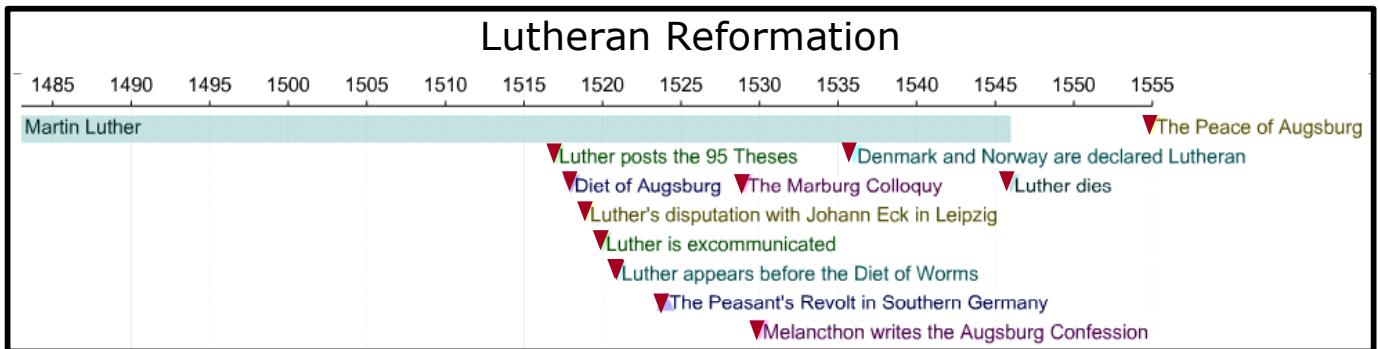 Lutheran Reformation
1485 1490 1495 1500 1505 1510 1515 1520 1525 1530 1535 1540 1545 1550 1555
Martin Luther The Peace of Augsburg
Luther posts the 95 Theses Denmark and Norway are declared Lutheran
Diet of Augsburg The Marburg Colloquy Luther dies
Luther's disputation with Johann Eck in Leipzig
Luther is excommunicated
Luther appears before the Diet of Worms
The Peasant's Revolt in Southern Germany
Melancthon writes the Augsburg Confession